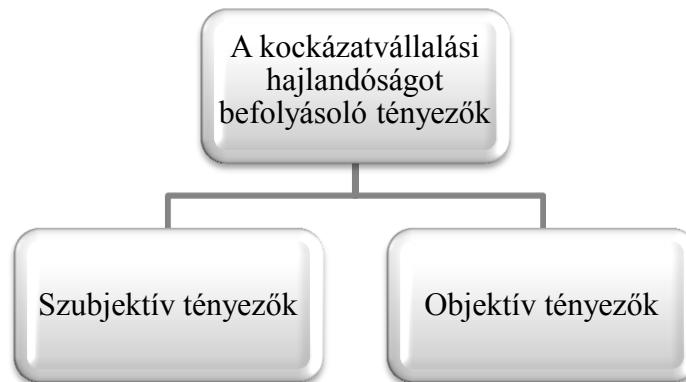 A kockázatvállalási
hajlandóságot
befolyásoló tényezők
Szubjektív tényezők
Objektív tényezők